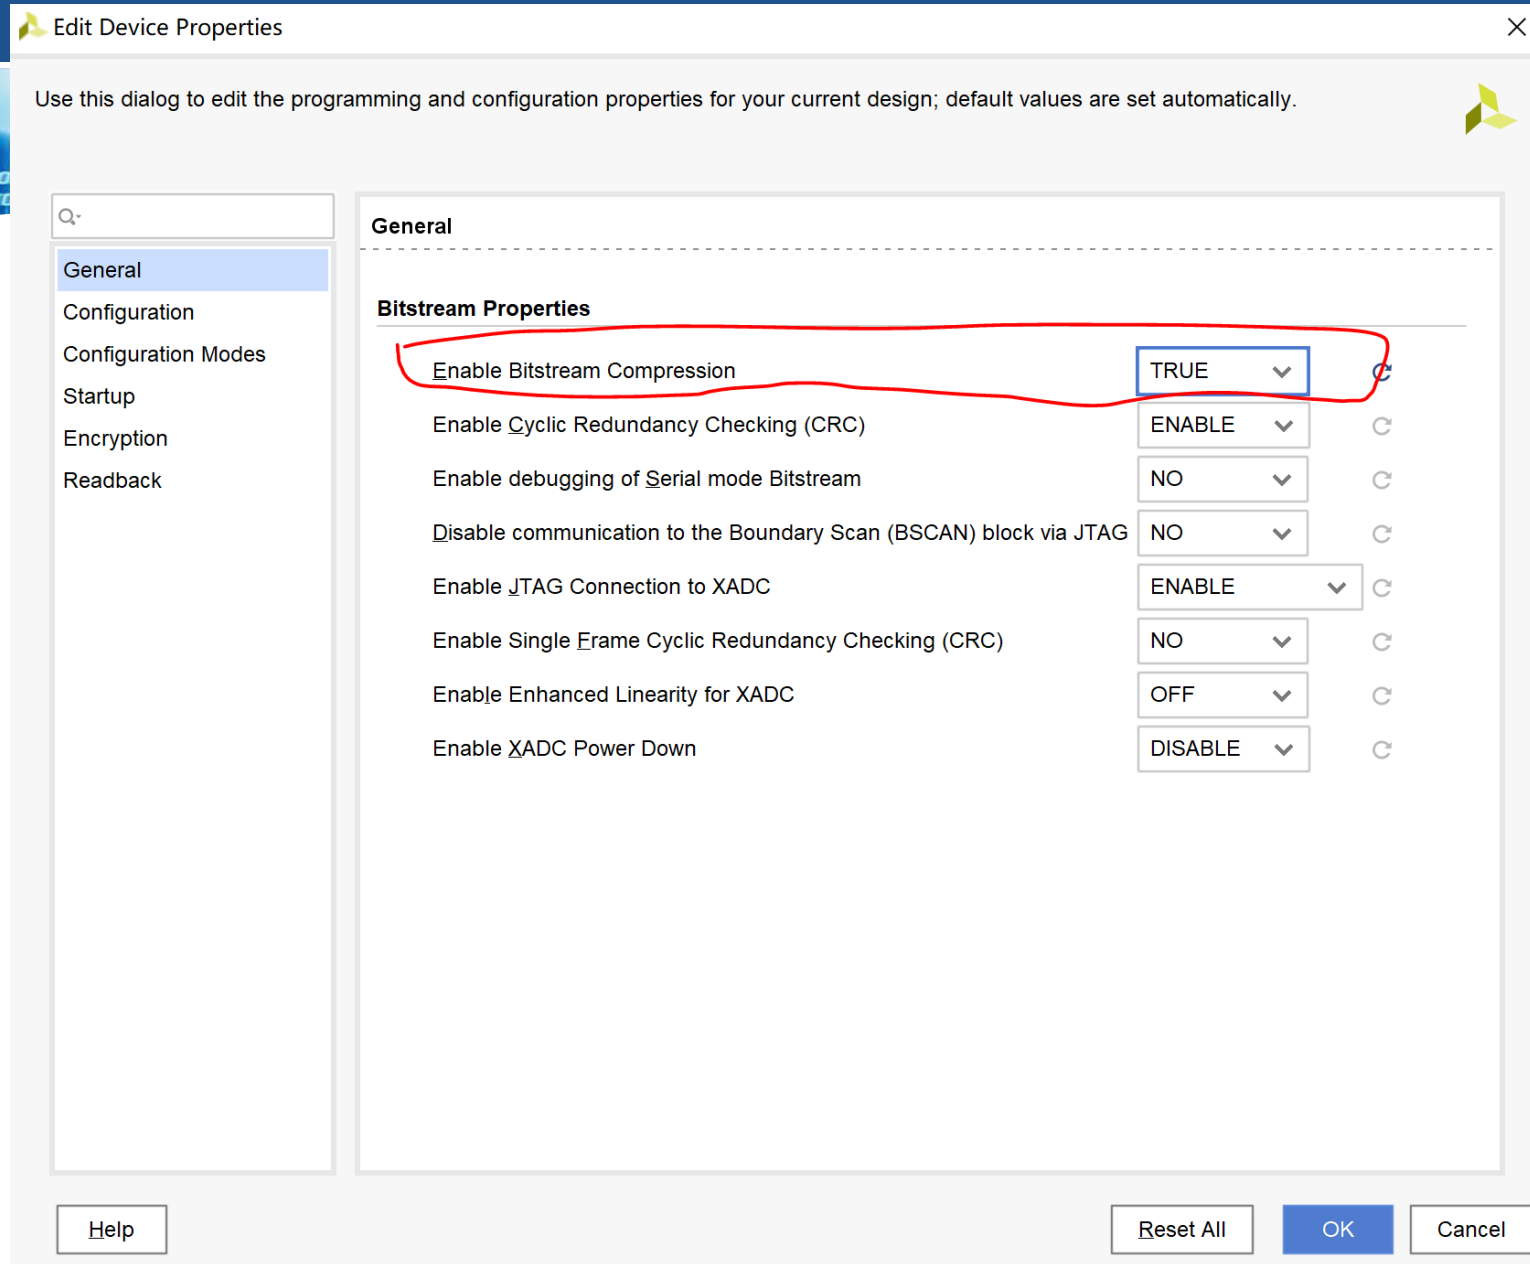 Edit Device Properties
Use this dialog to edit the programming and configuration properties for your current design; default values are set automatically.
General
Configuration
Configuration Modes
Startup
Encryption
Readback
General
Bitstream Properties
Enable Bitstream Compression TRUE
Enable Cyclic Redundancy Checking (CRC) ENABLE
Enable debugging of Serial mode Bitstream NO
Disable communication to the Boundary Scan (BSCAN) block via JTAG NO
Enable JTAG Connection to XADC ENABLE
Enable Single Frame Cyclic Redundancy Checking (CRC) NO
Enable Enhanced Linearity for XADC OFF
Enable XADC Power Down DISABLE
Help Reset All OK Cancel